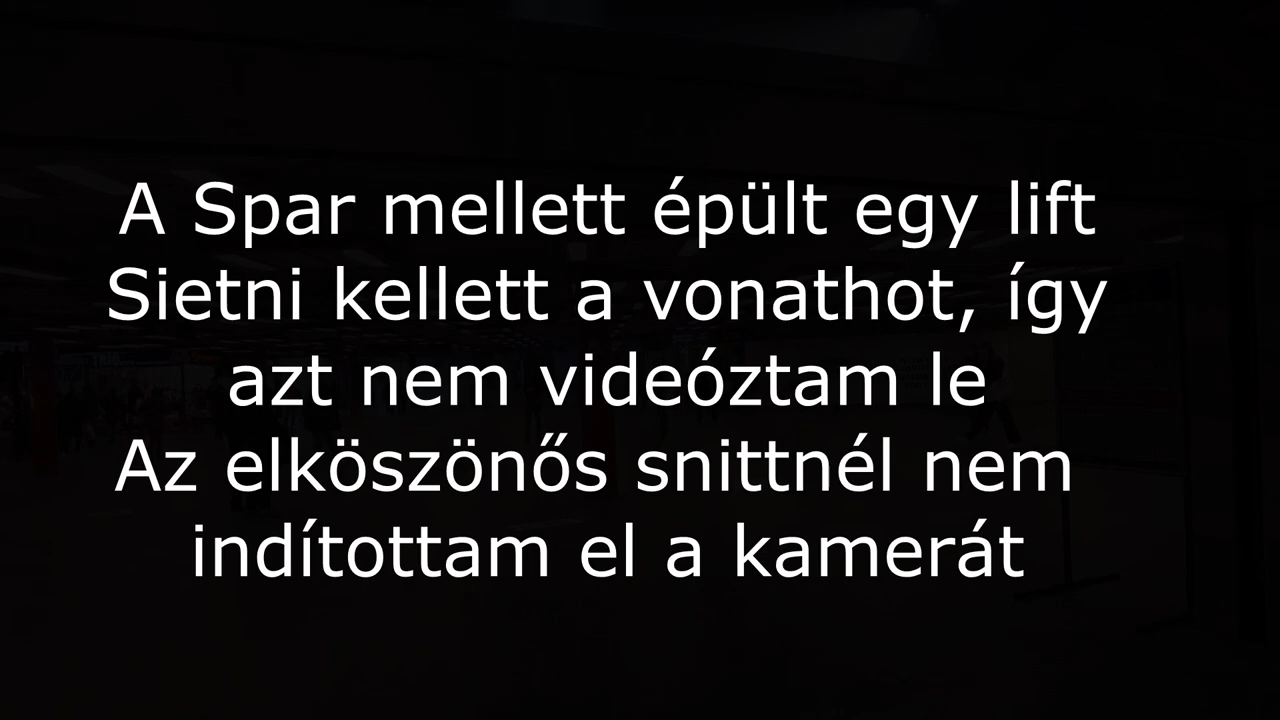 A Spar mellett épült egy lift
Sietni kellett a vonathot, így
azt nem videóztam le
Az elköszönős snittnél nem
indítottam el a kamerát